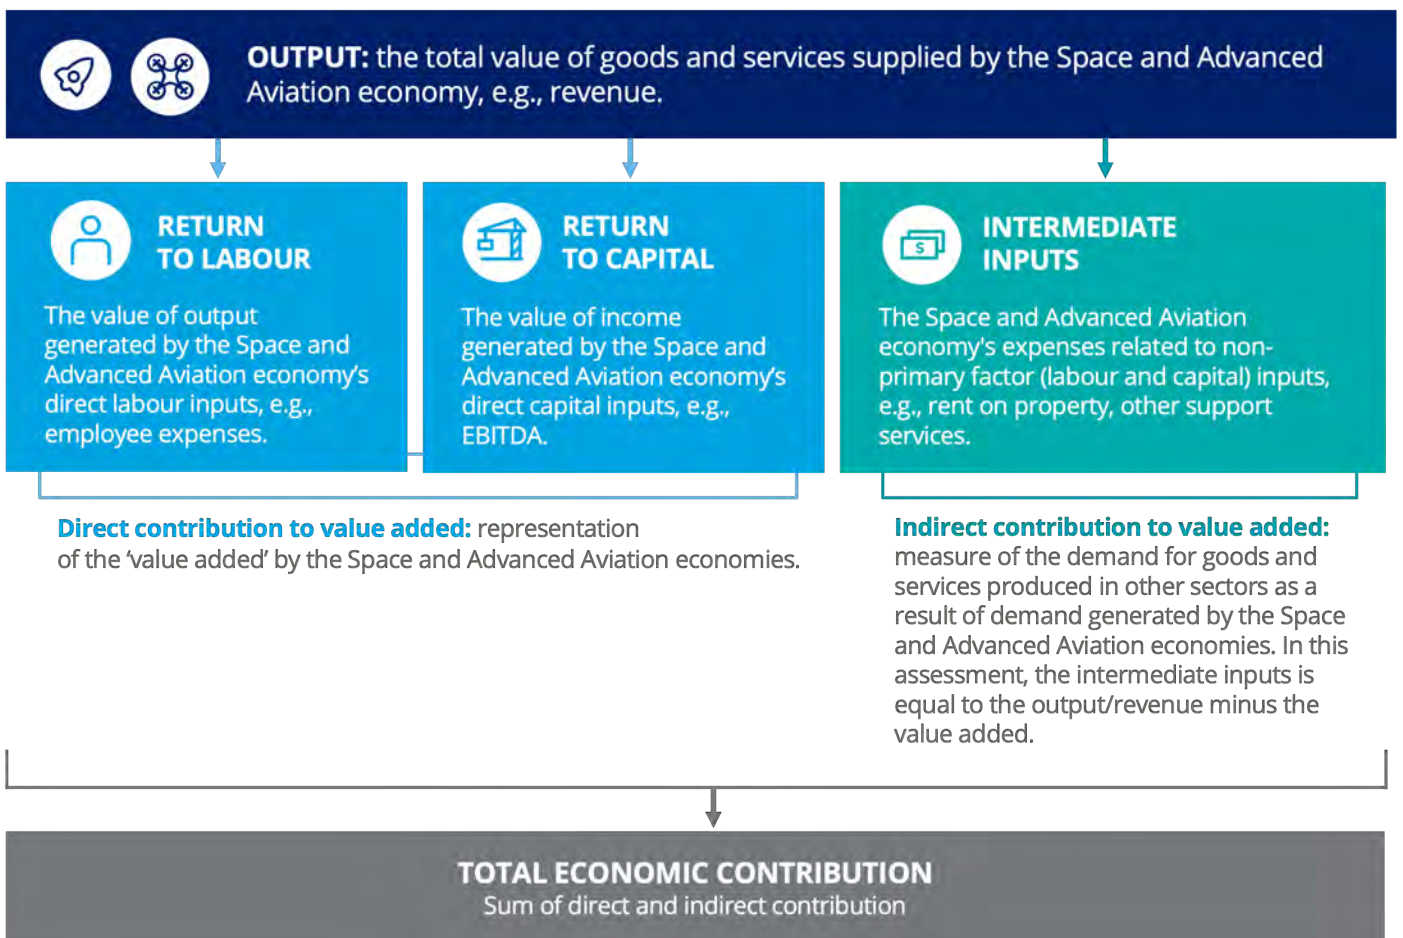 OUTPUT: the total value of goods and services supplied by the Space and Advanced
Aviation economy, e.g., revenue.
RETURN
TO LABOUR
The value of output
generated by the Space and
Advanced Aviation economy’s
direct labour inputs, e.g.,
employee expenses.
RETURN
TO CAPITAL
The value of income
generated by the Space and
Advanced Aviation economy’s
direct capital inputs, e.g.,
EBITDA.
$
INTERMEDIATE
INPUTS
The Space and Advanced Aviation
economy's expenses related to non-
primary factor (labour and capital) inputs,
e.g., rent on property, other support
services.
Direct contribution to value added: representation
of the ‘value added’ by the Space and Advanced Aviation economies.
Indirect contribution to value added:
measure of the demand for goods and
services produced in other sectors as a
result of demand generated by the Space
and Advanced Aviation economies. In this
assessment, the intermediate inputs is
equal to the output/revenue minus the
value added.
TOTAL ECONOMIC CONTRIBUTION
Sum of direct and indirect contribution